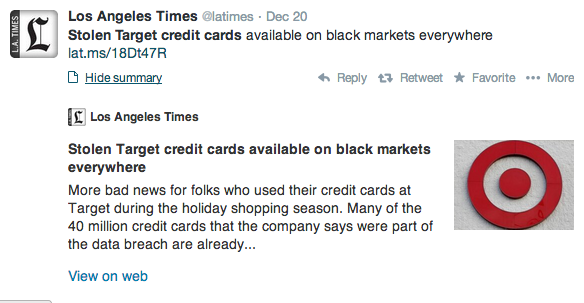 Los Angeles Times @latimes · Dec 20
Stolen Target credit cards available on black markets everywhere
lat.ms/18Dt47R
Hide summary Reply Retweet Favorite More
Los Angeles Times
Stolen Target credit cards available on black markets
everywhere
More bad news for folks who used their credit cards at
Target during the holiday shopping season. Many of the
40 million credit cards that the company says were part of
the data breach are already...
View on web
L.A. TIMES